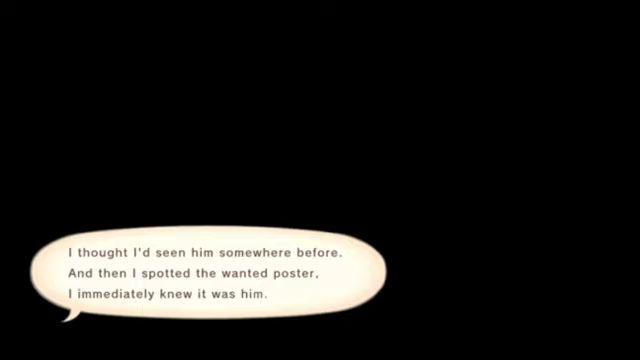 I thought I'd seen him somewhere before.
And then I spotted the wanted poster,
I immediately knew it was him.